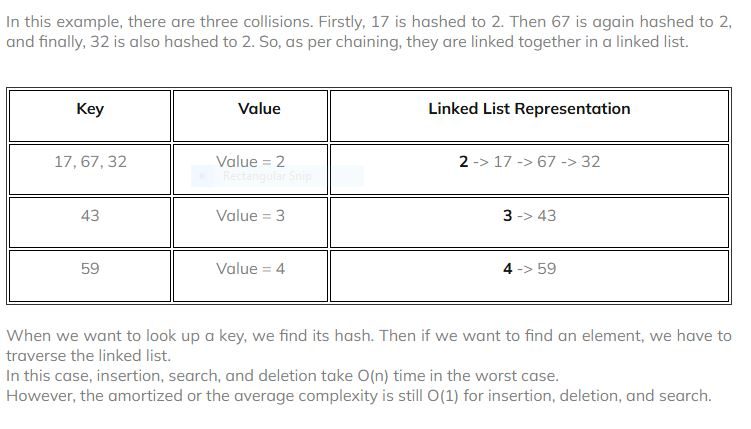 In this example, there are three collisions. Firstly, 17 is hashed to 2. Then 67 is again hashed to 2,
and finally, 32 is also hashed to 2. So, as per chaining, they are linked together in a linked list.
Key Value Linked List Representation
17, 67, 32 Value = 2 2 -> 17 -> 67 -> 32
Rectangular Snip
43 Value = 3 3 -> 43
59 Value = 4 4 -> 59
When we want to look up a key, we find its hash. Then if we want to find an element, we have to
traverse the linked list.
In this case, insertion, search, and deletion take O(n) time in the worst case.
However, the amortized or the average complexity is still O(1) for insertion, deletion, and search.